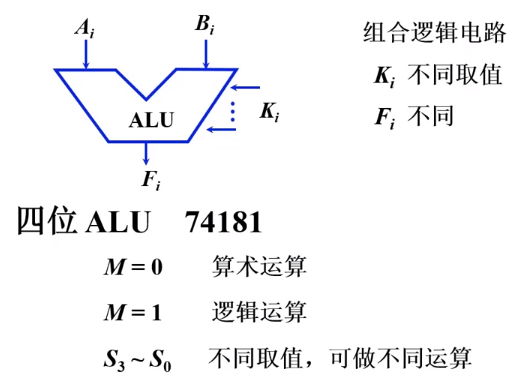 Ai Bi
组合逻辑电路
Ki 不同取值
ALU Ki
Fi 不同
Fi
四位 ALU 74181
M = 0 算术运算
M = 1 逻辑运算
S3 ~ S0 不同取值，可做不同运算